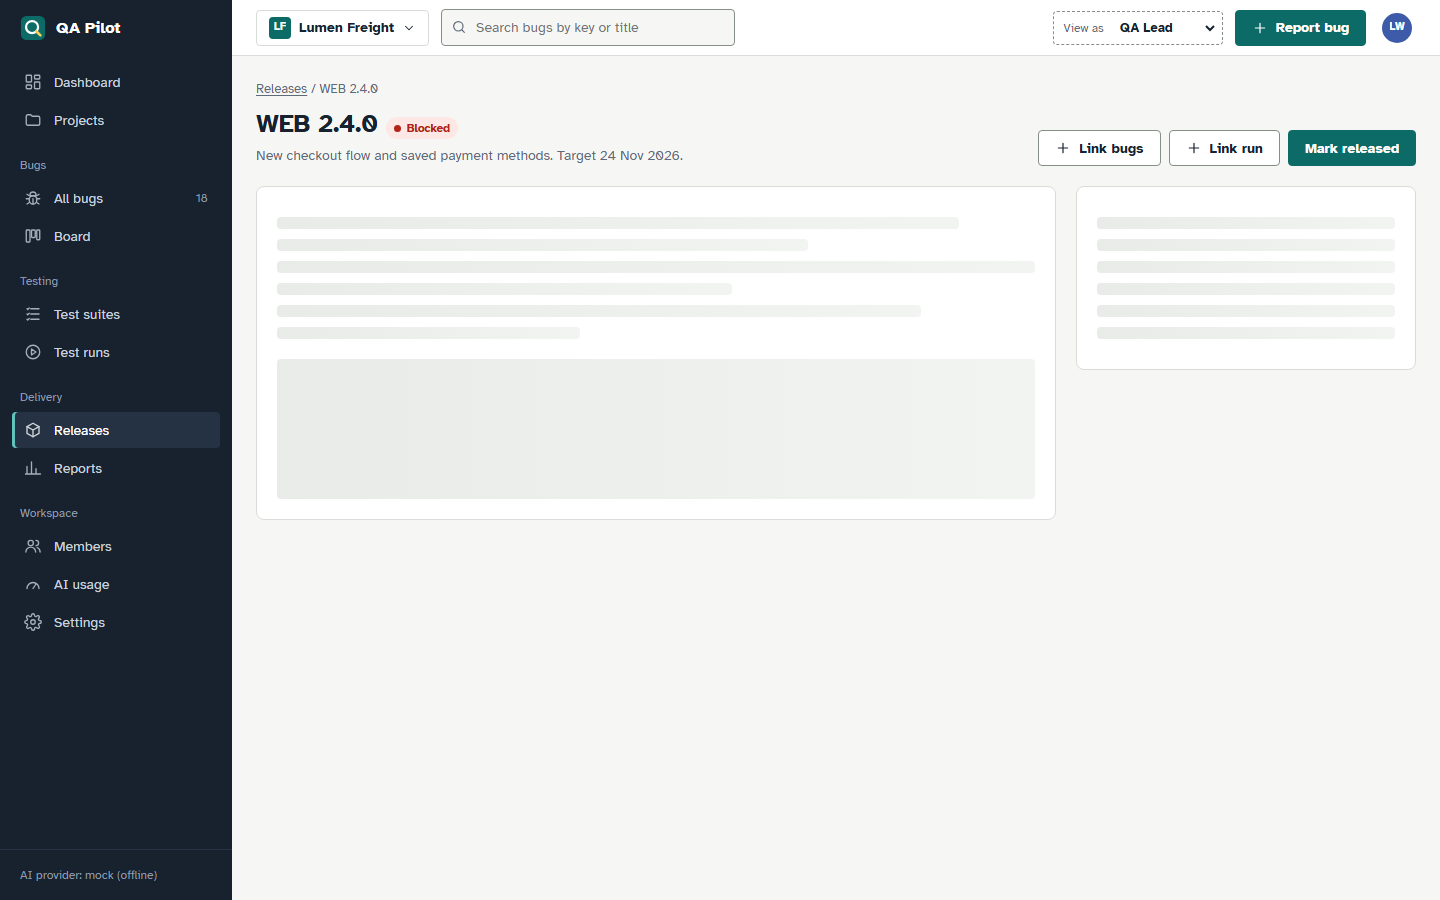 QA Pilot
Dashboard
Projects
Bugs
All bugs 18
Board
Testing
Test suites
Test runs
Delivery
Releases
Reports
Workspace
Members
AI usage
Settings
AI provider: mock (offline)
LF Lumen Freight
Search bugs by key or title
View as QA Lead
Report bug
LW
Releases / WEB 2.4.0
WEB 2.4.0 Blocked
New checkout flow and saved payment methods. Target 24 Nov 2026.
Link bugs
Link run
Mark released